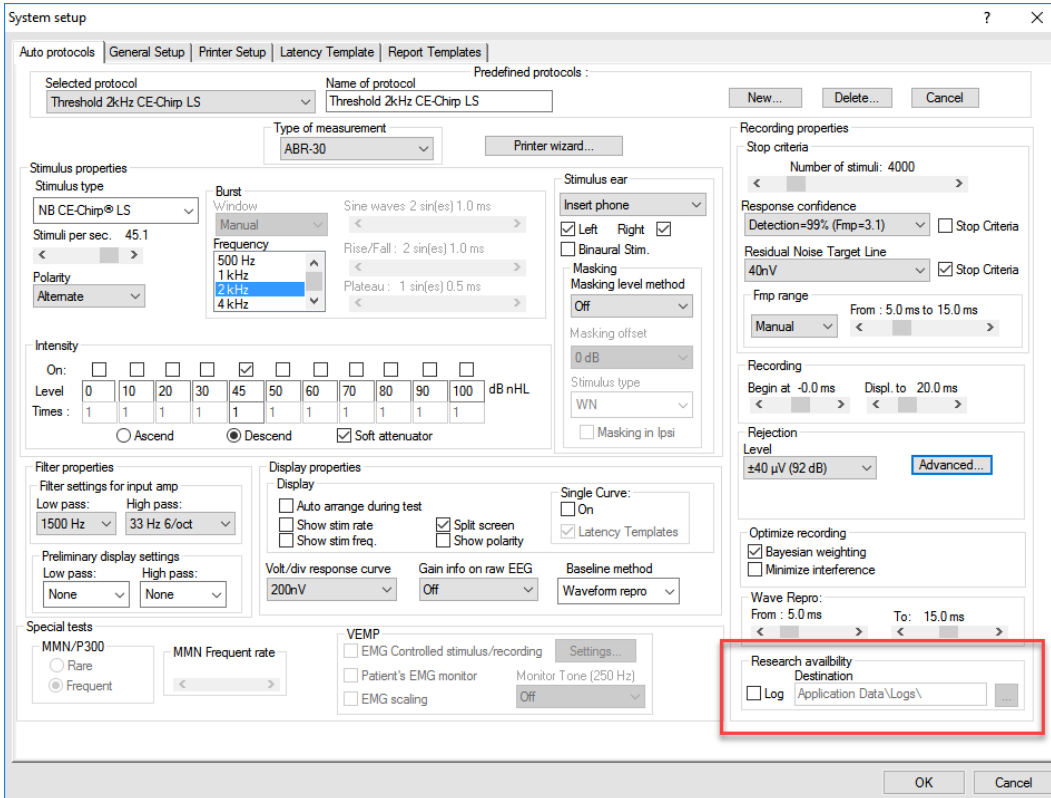 System setup ? X
Auto protocols General Setup Printer Setup Latency Template Report Templates
Predefined protocols :
Selected protocol
Threshold 2kHz CE-Chirp LS
Name of protocol
Threshold 2kHz CE-Chirp LS
New... Delete... Cancel
Type of measurement
ABR-30
Printer wizard...
Stimulus properties
Stimulus type
NB CE-Chirp® LS
Stimuli per sec. 45.1
Polarity
Alternate
Burst
Window
Manual
Frequency
500 Hz
1 kHz
2 kHz
4 kHz
Sine waves 2 sin(es) 1.0 ms
Rise/Fall : 2 sin(es) 1.0 ms
Plateau : 1 sin(es) 0.5 ms
Intensity
On:
Level 0 10 20 30 45 50 60 70 80 90 100 dB nHL
Times : 1 1 1 1 1 1 1 1 1 1 1
Ascend Descend Soft attenuator
Stimulus ear
Insert phone
Left Right
Binaural Stim.
Masking
Masking level method
Off
Masking offset
0 dB
Stimulus type
WN
Masking in Ipsi
Recording properties
Stop criteria
Number of stimuli: 4000
Response confidence
Detection=99% (Fmp=3.1) Stop Criteria
Residual Noise Target Line
40nV Stop Criteria
Fmp range
Manual
From : 5.0 ms to 15.0 ms
Recording
Begin at -0.0 ms Displ. to 20.0 ms
Rejection
Level
±40 µV (92 dB) Advanced...
Optimize recording
Bayesian weighting
Minimize interference
Wave Repro:
From : 5.0 ms To: 15.0 ms
Research availbility
Destination
Log Application Data\Logs\ ...
Filter properties
Filter settings for input amp
Low pass: High pass:
1500 Hz 33 Hz 6/oct
Preliminary display settings
Low pass: High pass:
None None
Display properties
Display
Auto arrange during test
Show stim rate Split screen
Show stim freq. Show polarity
Single Curve:
On
Latency Templates
Volt/div response curve Gain info on raw EEG Baseline method
200nV Off Waveform repro
Special tests
MMN/P300
Rare
Frequent
MMN Frequent rate
VEMP
EMG Controlled stimulus/recording Settings...
Patient's EMG monitor Monitor Tone (250 Hz)
EMG scaling Off
OK Cancel